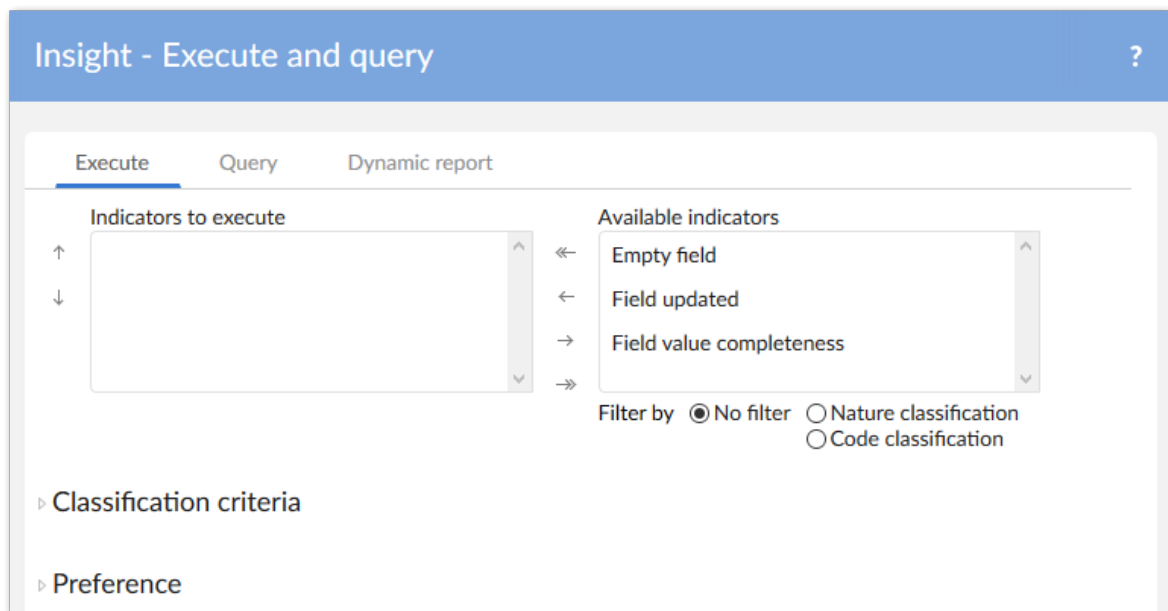 Insight - Execute and query ?
Execute Query Dynamic report
Indicators to execute Available indicators
Empty field
Field updated
Field value completeness
Filter by No filter Nature classification
Code classification
Classification criteria
Preference